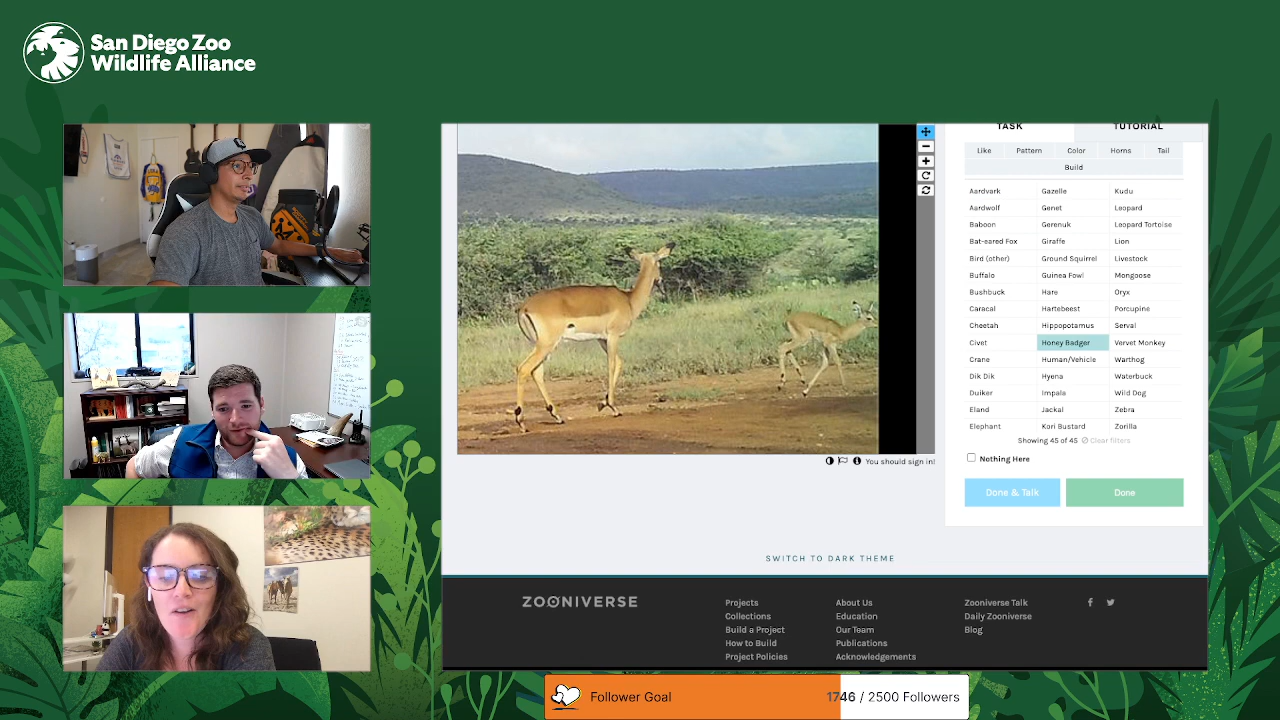 San Diego Zoo
Wildlife Alliance
TASK
TUTORIAL
Like
Pattern
Color
Horns
Tail
Build
Aardvark
Gazelle
Kudu
Aardwolf
Genet
Leopard
Baboon
Gerenuk
Leopard Tortoise
Bat-eared Fox
Giraffe
Lion
Bird (other)
Ground Squirrel
Livestock
Buffalo
Guinea Fowl
Mongoose
Bushbuck
Hare
Oryx
Caracal
Hartebeest
Porcupine
Cheetah
Hippopotamus
Serval
Civet
Honey Badger
Vervet Monkey
Crane
Human/Vehicle
Warthog
Dik Dik
Hyena
Waterbuck
Duiker
Impala
Wild Dog
Eland
Jackal
Zebra
Elephant
Kori Bustard
Zorilla
Showing 45 of 45
Clear filters
Nothing Here
You should sign in!
Done & Talk
Done
SWITCH TO DARK THEME
ZOONIVERSE
Projects
Collections
Build a Project
How to Build
Project Policies
About Us
Education
Our Team
Publications
Acknowledgements
Zooniverse Talk
Daily Zooniverse
Blog
Follower Goal
1746 / 2500 Followers